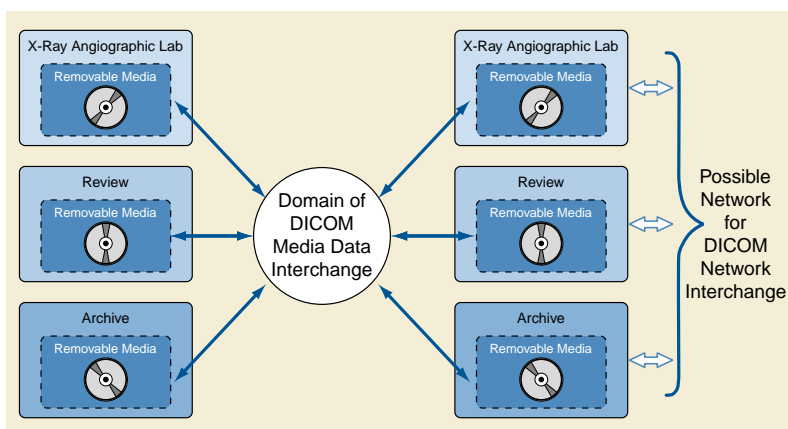 X-Ray Angiographic Lab
Removable Media
Review
Removable Media
Archive
Removable Media
Domain of
DICOM
Media Data
Interchange
X-Ray Angiographic Lab
Removable Media
Review
Removable Media
Archive
Removable Media
Possible
Network
for
DICOM
Network
Interchange